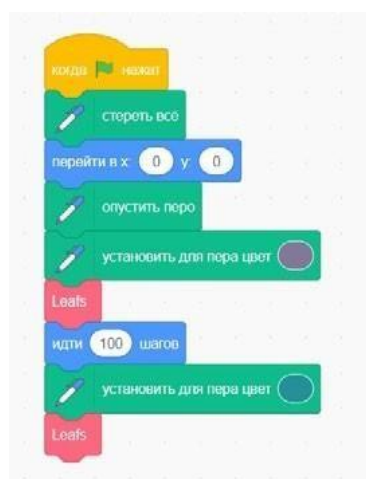 когда нажат
стереть всё
перейти в x: 0 y: 0
опустить перо
установить для пера цвет
Leafs
идти 100 шагов
установить для пера цвет
Leafs